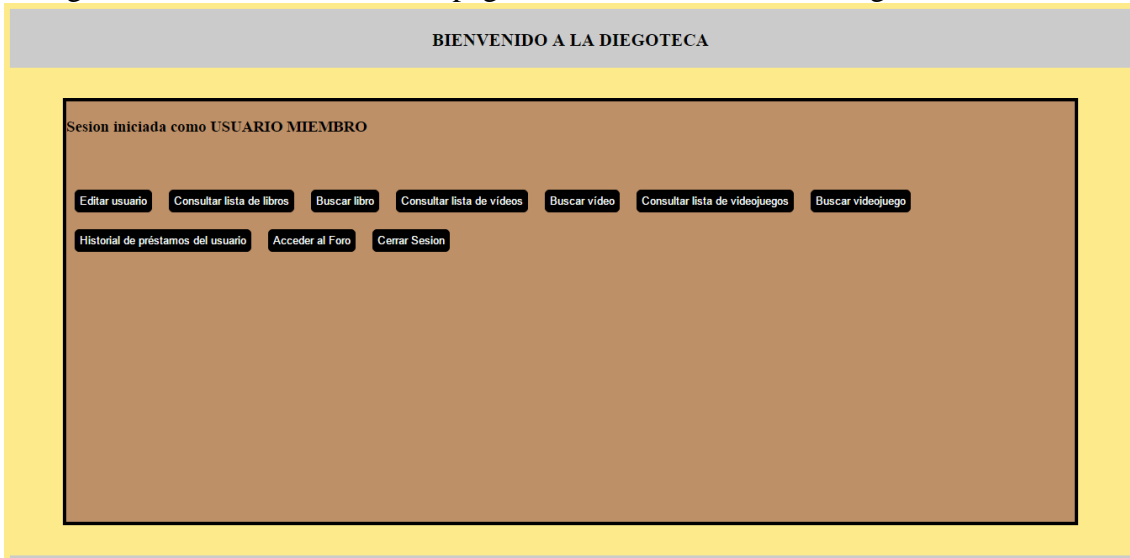 BIENVENIDO A LA DIEGOTECA
Sesion iniciada como USUARIO MIEMBRO
Editar usuario Consultar lista de libros Buscar libro Consultar lista de vídeos Buscar vídeo Consultar lista de videojuegos Buscar videojuego
Historial de préstamos del usuario Acceder al Foro Cerrar Sesion